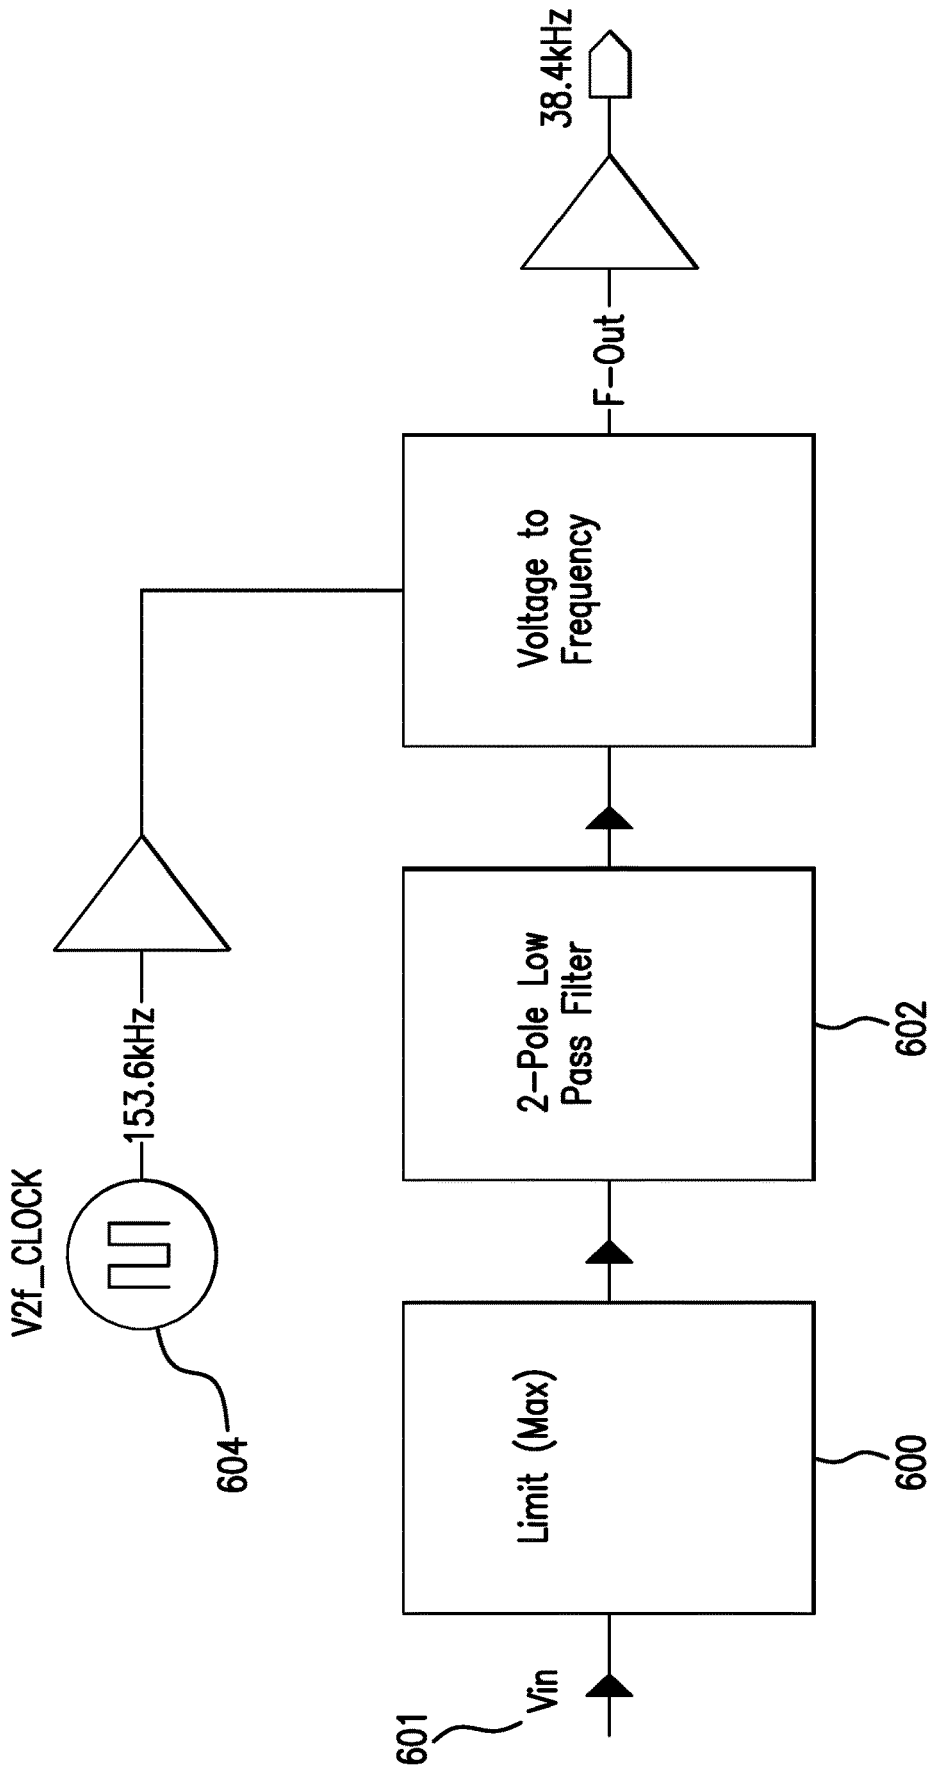 V2f_CLOCK
153.6kHz
604
601
Vin
Limit (Max)
600
2-Pole Low
Pass Filter
602
Voltage to
Frequency
F-Out
38.4kHz